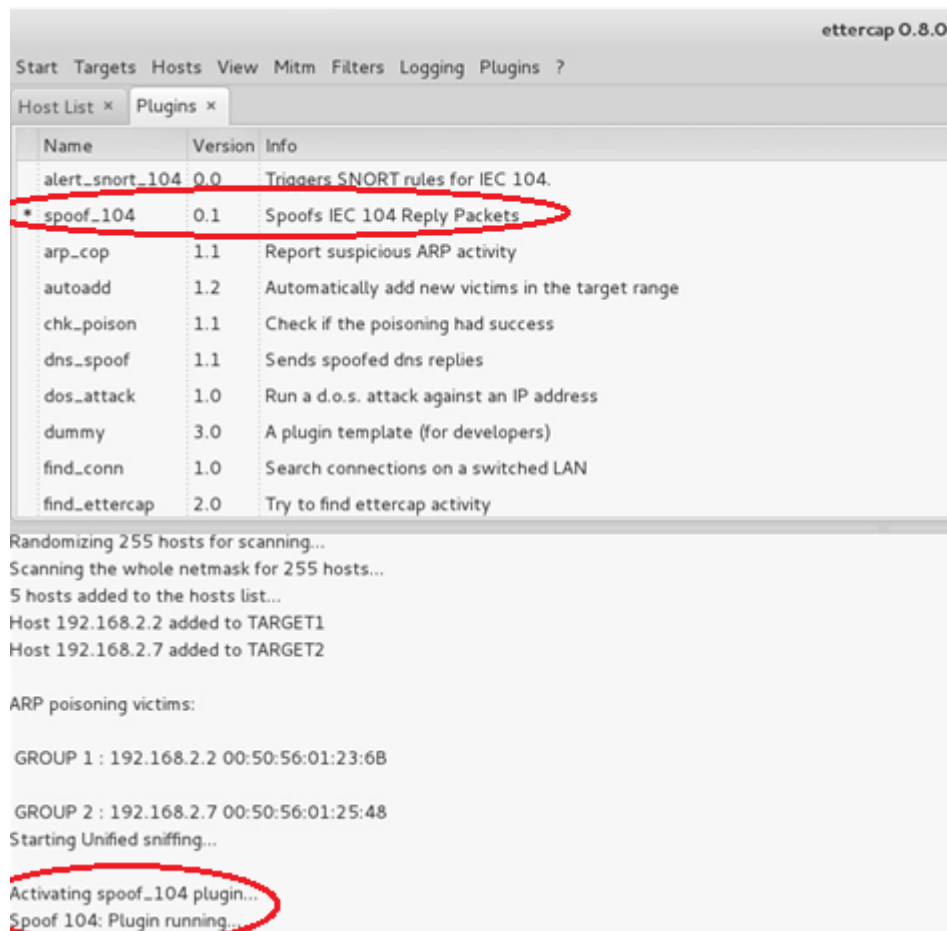 ettercap 0.8.0
Start Targets Hosts View Mitm Filters Logging Plugins ?
Host List × Plugins ×
Name Version Info
alert_snort_104 0.0 Triggers SNORT rules for IEC 104.
* spoof_104 0.1 Spoofs IEC 104 Reply Packets
arp_cop 1.1 Report suspicious ARP activity
autoadd 1.2 Automatically add new victims in the target range
chk_poison 1.1 Check if the poisoning had success
dns_spoof 1.1 Sends spoofed dns replies
dos_attack 1.0 Run a d.o.s. attack against an IP address
dummy 3.0 A plugin template (for developers)
find_conn 1.0 Search connections on a switched LAN
find_ettercap 2.0 Try to find ettercap activity
Randomizing 255 hosts for scanning...
Scanning the whole netmask for 255 hosts...
5 hosts added to the hosts list...
Host 192.168.2.2 added to TARGET1
Host 192.168.2.7 added to TARGET2
ARP poisoning victims:
GROUP 1 : 192.168.2.2 00:50:56:01:23:6B
GROUP 2 : 192.168.2.7 00:50:56:01:25:48
Starting Unified sniffing...
Activating spoof_104 plugin...
Spoof 104: Plugin running...